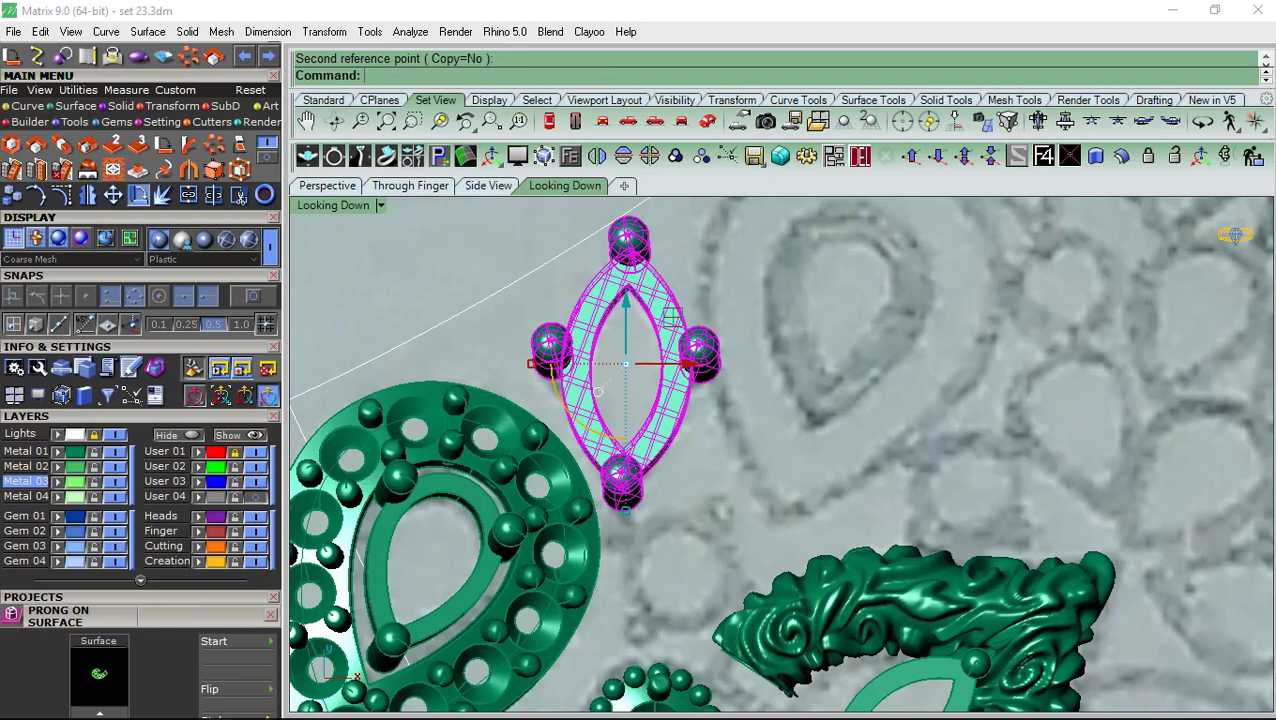 Matrix 9.0 (64-bit) - set 23.3dm
File Edit View Curve Surface Solid Mesh Dimension Transform Tools Analyze Render Rhino 5.0 Blend Clayoo Help
Second reference point ( Copy=No ):
Command:
MAIN MENU
File View Utilities Measure Custom Reset
Curve Surface Solid Transform SubD Art
Builder Tools Gems Setting Cutters Render
Standard CPlanes Set View Display Select Viewport Layout Visibility Transform Curve Tools Surface Tools Solid Tools Mesh Tools Render Tools Drafting New in V5
Perspective Through Finger Side View Looking Down
Looking Down
DISPLAY
Coarse Mesh Plastic
SNAPS
0.1 0.25 0.5 1.0
INFO & SETTINGS
LAYERS
Lights Hide Show
Metal 01 User 01
Metal 02 User 02
Metal 03 User 03
Metal 04 User 04
Gem 01 Heads
Gem 02 Finger
Gem 03 Cutting
Gem 04 Creation
PROJECTS
PRONG ON
SURFACE
Surface Start
Flip
y
x